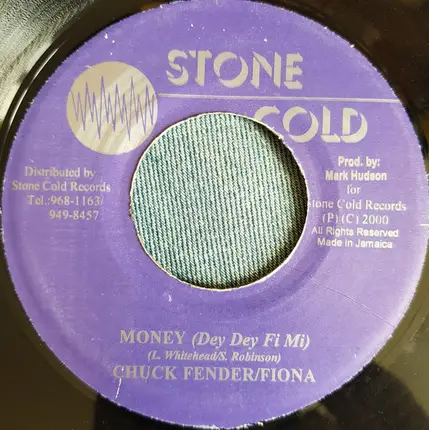 STONE
COLD
Distributed by
Stone Cold Records
Tel.:968-1163/
949-8457
Prod. by:
Mark Hudson
for
Stone Cold Records
(P) (C) 2000
All Rights Reserved
Made in Jamaica
MONEY (Dey Dey Fi Mi)
(L. Whitehead/S. Robinson)
CHUCK FENDER/FIONA